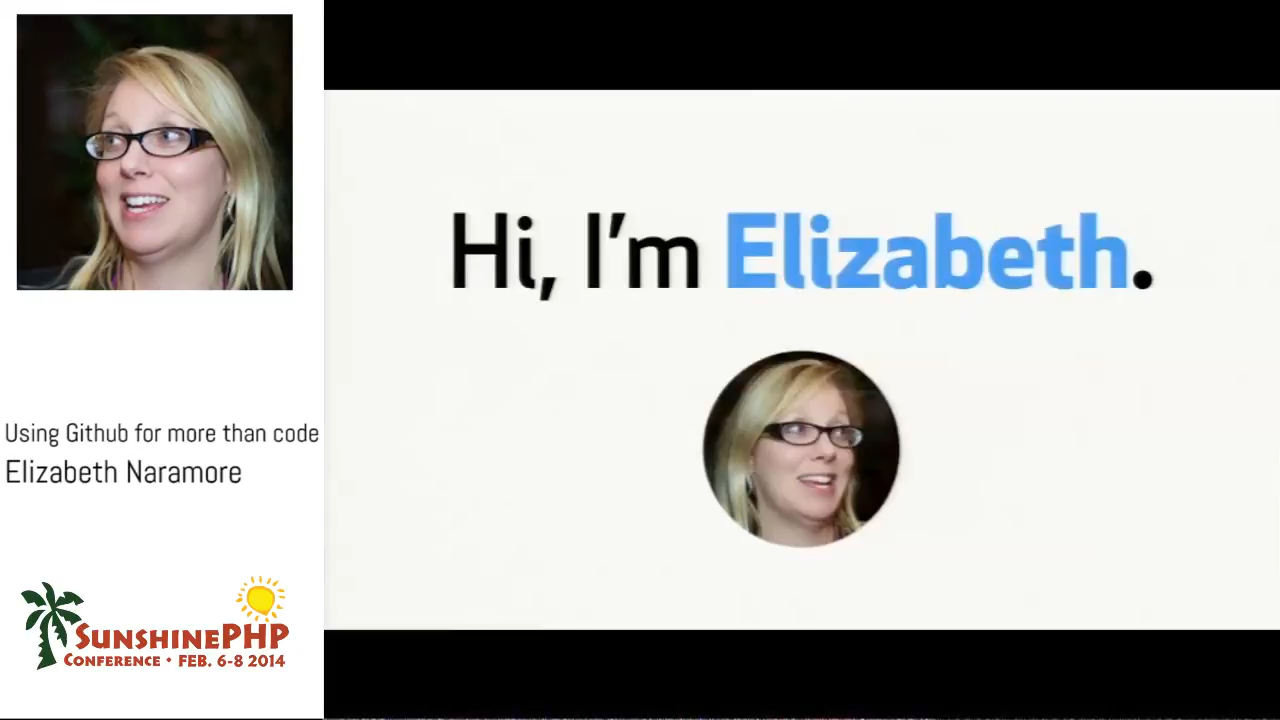 Using Github for more than code
Elizabeth Naramore
SUNSHINEPHP
CONFERENCE • FEB. 6-8 2014
Hi, I’m Elizabeth.